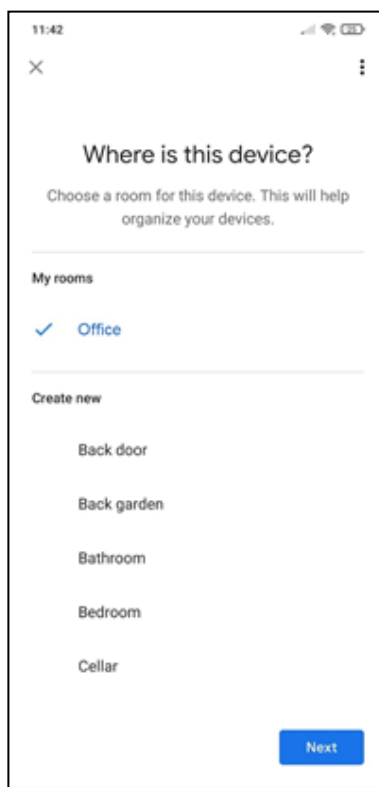 11:42
25
Where is this device?
Choose a room for this device. This will help
organize your devices.
My rooms
Office
Create new
Back door
Back garden
Bathroom
Bedroom
Cellar
Next